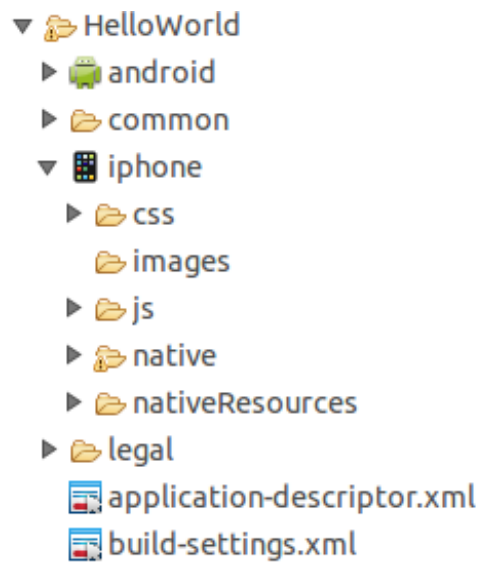 HelloWorld
android
common
iphone
css
images
js
native
nativeResources
legal
application-descriptor.xml
build-settings.xml